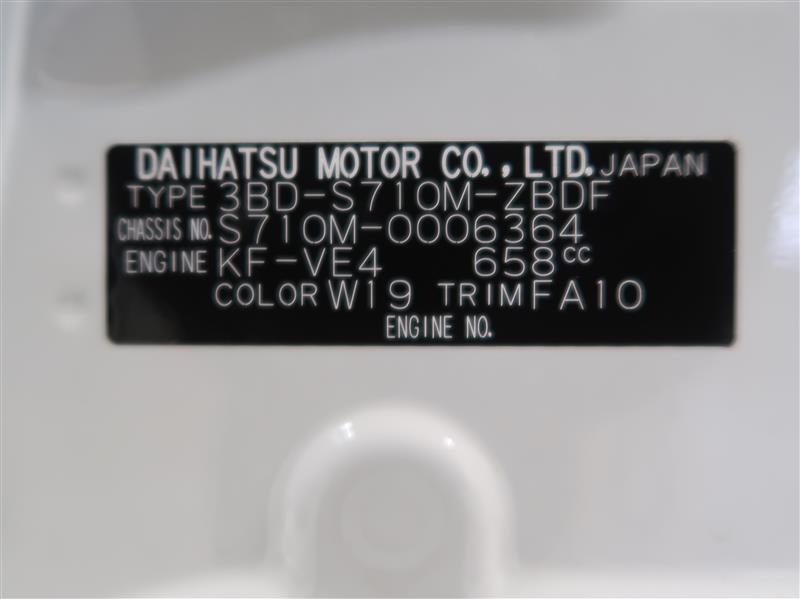 DAIHATSU MOTOR CO.,LTD. JAPAN
TYPE 3BD-S710M-ZBDF
CHASSIS NO. S710M-0006364
ENGINE KF-VE4 658cc
COLOR W19 TRIM FA10
ENGINE NO.